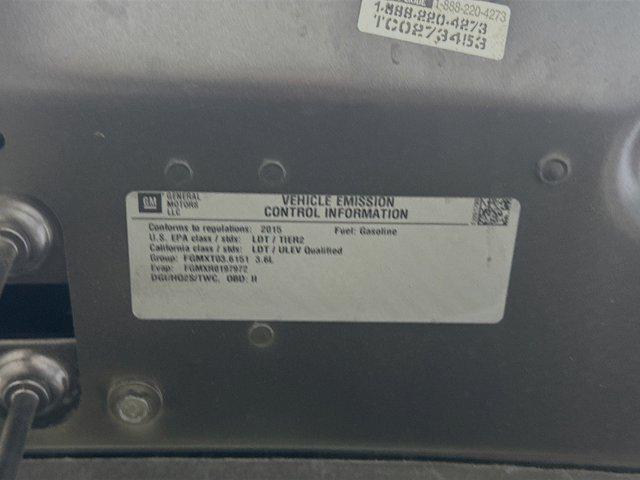 1-888-220-4273
1-888-220-4273
TC0273453
GM
GENERAL
MOTORS
LLC
VEHICLE EMISSION
CONTROL INFORMATION
Conforms to regulations: 2015 Fuel: Gasoline
U.S. EPA class / stds: LDT / TIER2
California class / stds: LDT / ULEV Qualified
Group: FGMXT03.6151 3.6L
Evap: FGMXR0197972
DGI/HO2S/TWC, OBD: II